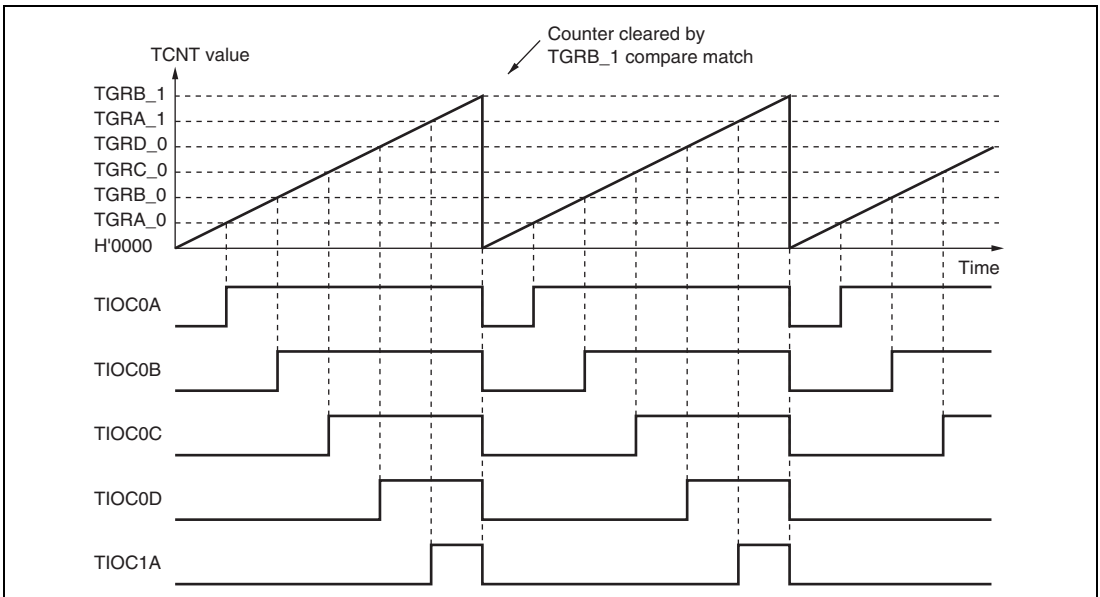 Counter cleared by
TGRB_1 compare match
TCNT value
TGRB_1
TGRA_1
TGRD_0
TGRC_0
TGRB_0
TGRA_0
H'0000
Time
TIOC0A
TIOC0B
TIOC0C
TIOC0D
TIOC1A